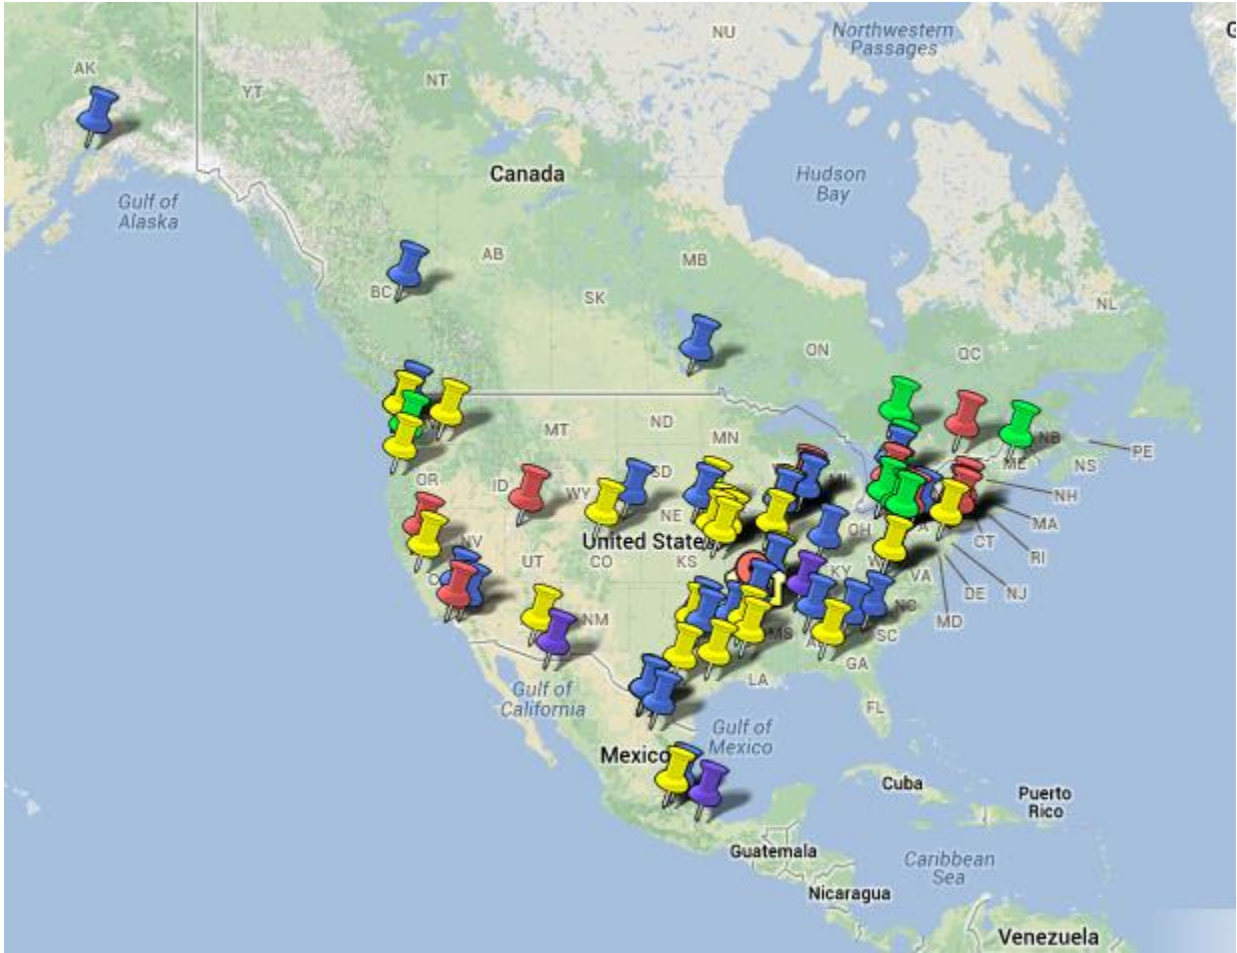 NU
Northwestern
Passages
G
AK
NT
YT
Canada
Hudson
Bay
Gulf of
Alaska
AB
MB
BC
SK
NL
ON
QC
ND
MT
MN
NB
PE
ME
NS
OR
ID
SD
WY
MI
NH
NE
MA
OH
NV
United States
CT
RI
UT
CO
KS
KY
W
VA
DE
NJ
NC
MD
NM
MS
SC
GA
LA
Gulf of
California
FL
Gulf of
Mexico
Mexico
Cuba
Puerto
Rico
Guatemala
Caribbean
Sea
Nicaragua
Venezuela